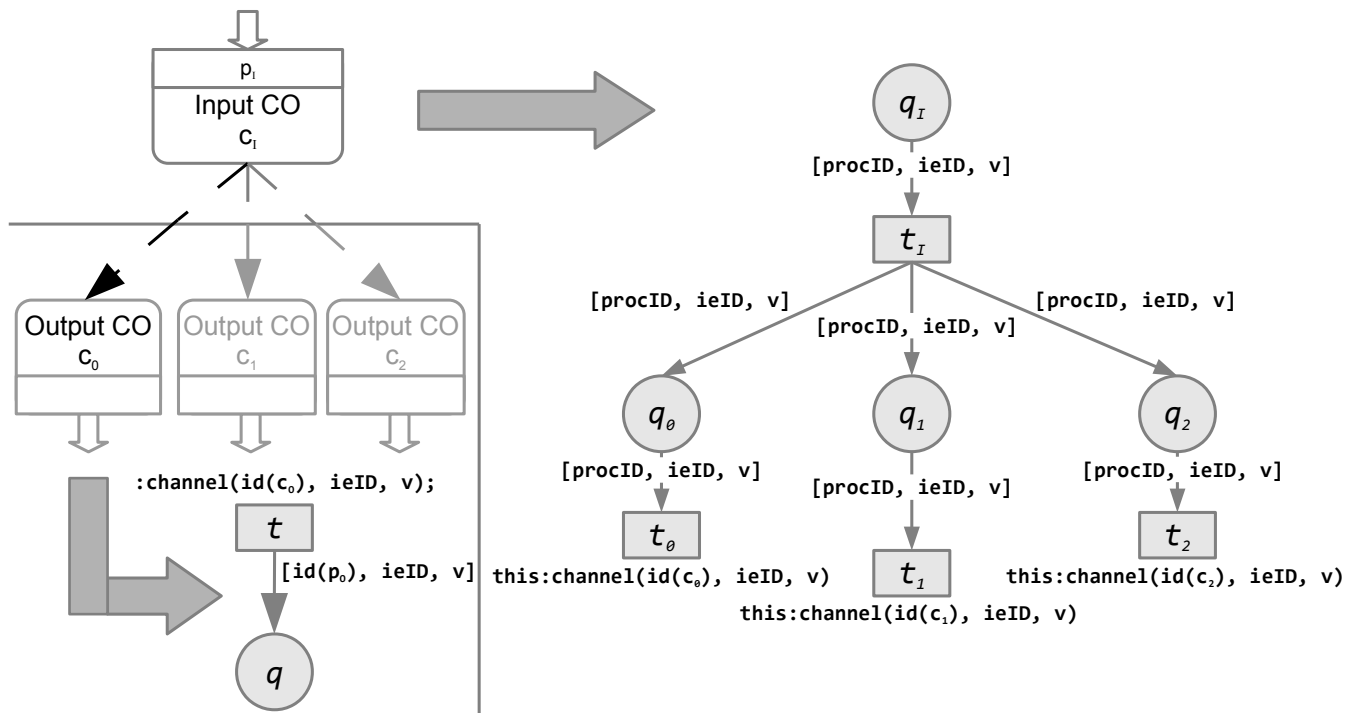 p_I
Input CO
c_I
Output CO
c_0
Output CO
c_1
Output CO
c_2
:channel(id(c_0), ieID, v);
t
[id(p_0), ieID, v]
q
q_I
[procID, ieID, v]
t_I
[procID, ieID, v]
[procID, ieID, v]
[procID, ieID, v]
q_0
q_1
q_2
[procID, ieID, v]
[procID, ieID, v]
[procID, ieID, v]
t_0
t_1
t_2
this:channel(id(c_0), ieID, v)
this:channel(id(c_1), ieID, v)
this:channel(id(c_2), ieID, v)